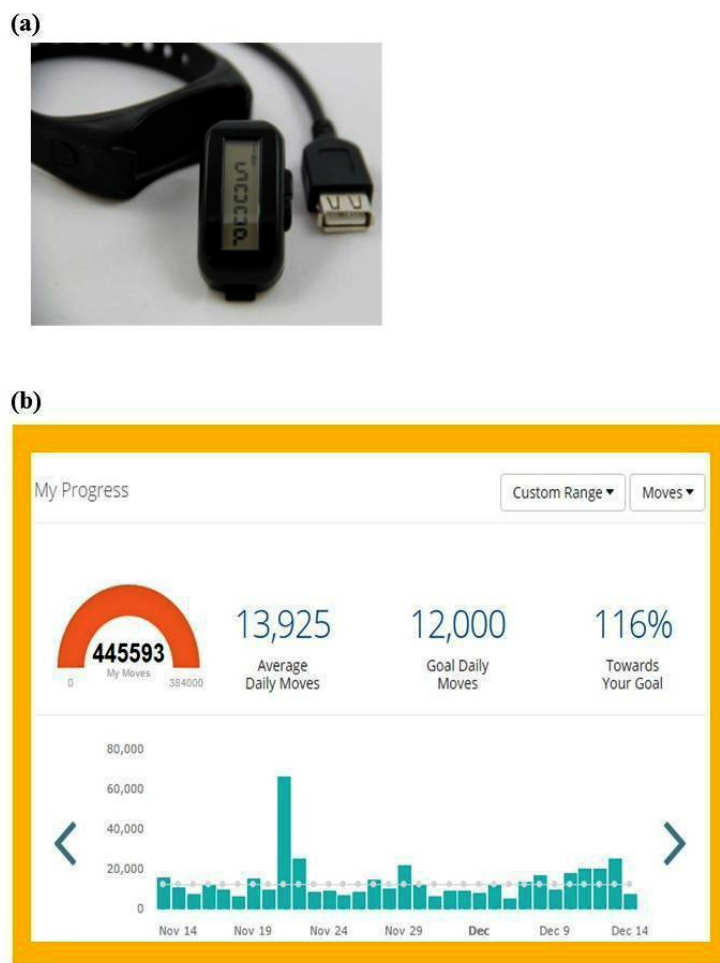 (a)
(b)
My Progress
Custom Range ▾ Moves ▾
445593
My Moves
0 384000
13,925
Average
Daily Moves
12,000
Goal Daily
Moves
116%
Towards
Your Goal
80,000
60,000
40,000
20,000
0
Nov 14 Nov 19 Nov 24 Nov 29 Dec Dec 9 Dec 14